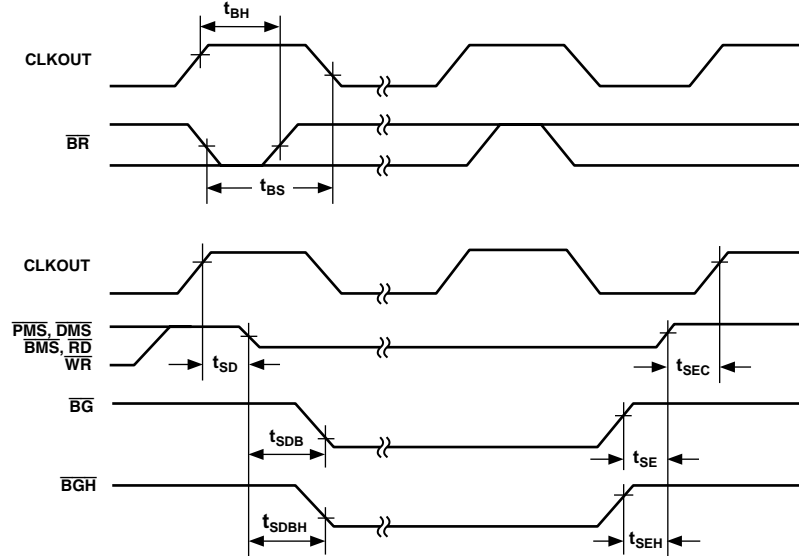 tBH
CLKOUT
BR
tBS
CLKOUT
PMS, DMS
BMS, RD
WR
tSD
tSEC
BG
tSDB
tSE
BGH
tSDBH
tSEH